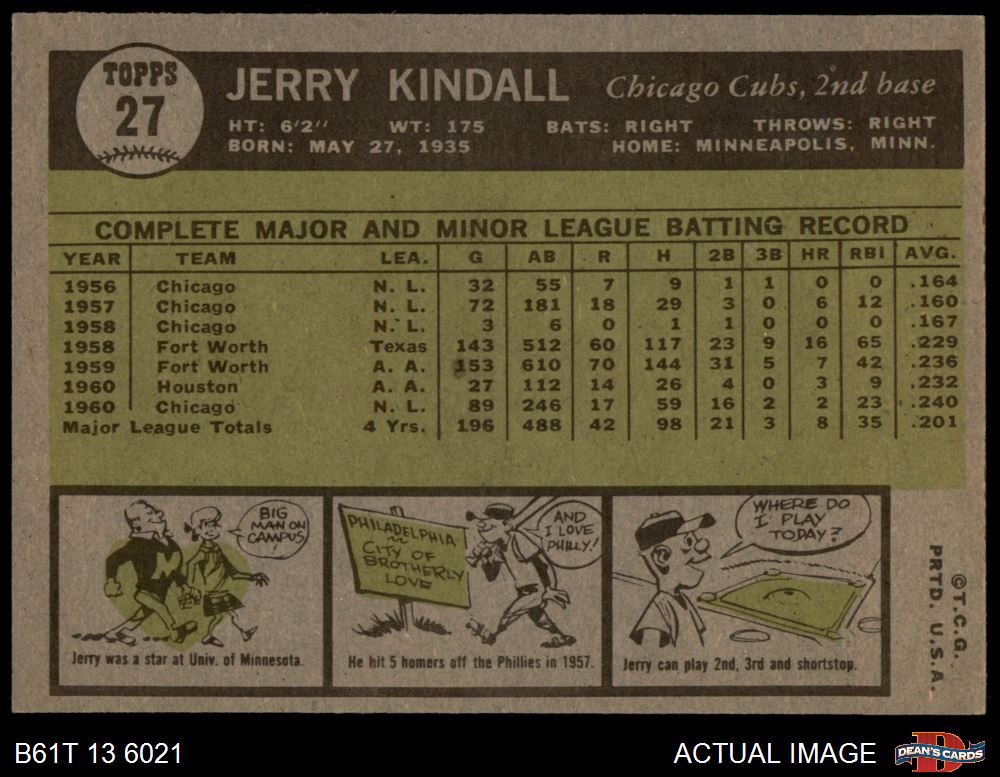 TOPPS
27
JERRY KINDALL Chicago Cubs, 2nd base
HT: 6'2" WT: 175 BATS: RIGHT THROWS: RIGHT
BORN: MAY 27, 1935 HOME: MINNEAPOLIS, MINN.
COMPLETE MAJOR AND MINOR LEAGUE BATTING RECORD
YEAR TEAM LEA. G AB R H 2B 3B HR RBI AVG.
1956 Chicago N. L. 32 55 7 9 1 1 0 0 .164
1957 Chicago N. L. 72 181 18 29 3 0 6 12 .160
1958 Chicago N. L. 3 6 0 1 1 0 0 0 .167
1958 Fort Worth Texas 143 512 60 117 23 9 16 65 .229
1959 Fort Worth A. A. 153 610 70 144 31 5 7 42 .236
1960 Houston A. A. 27 112 14 26 4 0 3 9 .232
1960 Chicago N. L. 89 246 17 59 16 2 2 23 .240
Major League Totals 4 Yrs. 196 488 42 98 21 3 8 35 .201
BIG
MAN ON
CAMPUS!
M
Jerry was a star at Univ. of Minnesota.
PHILADELPHIA
~
CITY OF
BROTHERLY
LOVE
AND
I LOVE
PHILLY!
He hit 5 homers off the Phillies in 1957.
WHERE DO
I PLAY
TODAY?
Jerry can play 2nd, 3rd and shortstop.
©T.C.G.
PRTD. U.S.A.
B61T 13 6021 ACTUAL IMAGE
D
DEAN'S CARDS